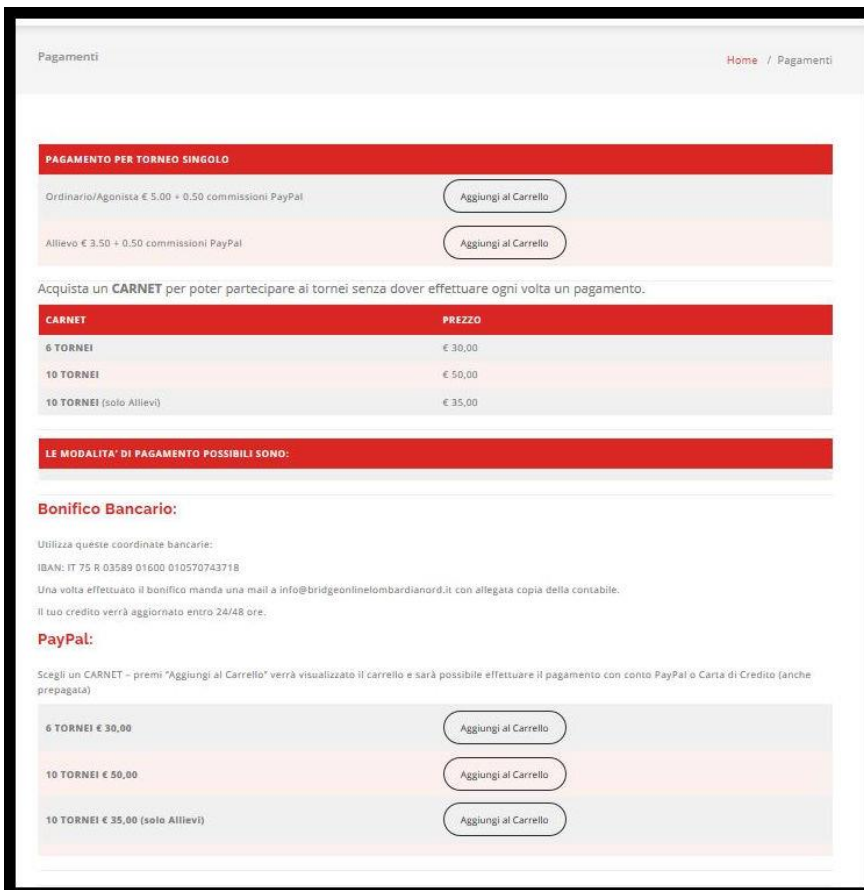 Pagamenti
Home / Pagamenti
PAGAMENTO PER TORNEO SINGOLO
Ordinario/Agonista € 5.00 + 0.50 commissioni PayPal
Aggiungi al Carrello
Allievo € 3.50 + 0.50 commissioni PayPal
Aggiungi al Carrello
Acquista un CARNET per poter partecipare ai tornei senza dover effettuare ogni volta un pagamento.
CARNET PREZZO
6 TORNEI € 30,00
10 TORNEI € 50,00
10 TORNEI (solo Allievi) € 35,00
LE MODALITA' DI PAGAMENTO POSSIBILI SONO:
Bonifico Bancario:
Utilizza queste coordinate bancarie:
IBAN: IT 75 R 03589 01600 010570743718
Una volta effettuato il bonifico manda una mail a info@bridgeonlinelombardianord.it con allegata copia della contabile.
Il tuo credito verrà aggiornato entro 24/48 ore.
PayPal:
Scegli un CARNET – premi "Aggiungi al Carrello" verrà visualizzato il carrello e sarà possibile effettuare il pagamento con conto PayPal o Carta di Credito (anche
prepagata)
6 TORNEI € 30,00
Aggiungi al Carrello
10 TORNEI € 50,00
Aggiungi al Carrello
10 TORNEI € 35,00 (solo Allievi)
Aggiungi al Carrello